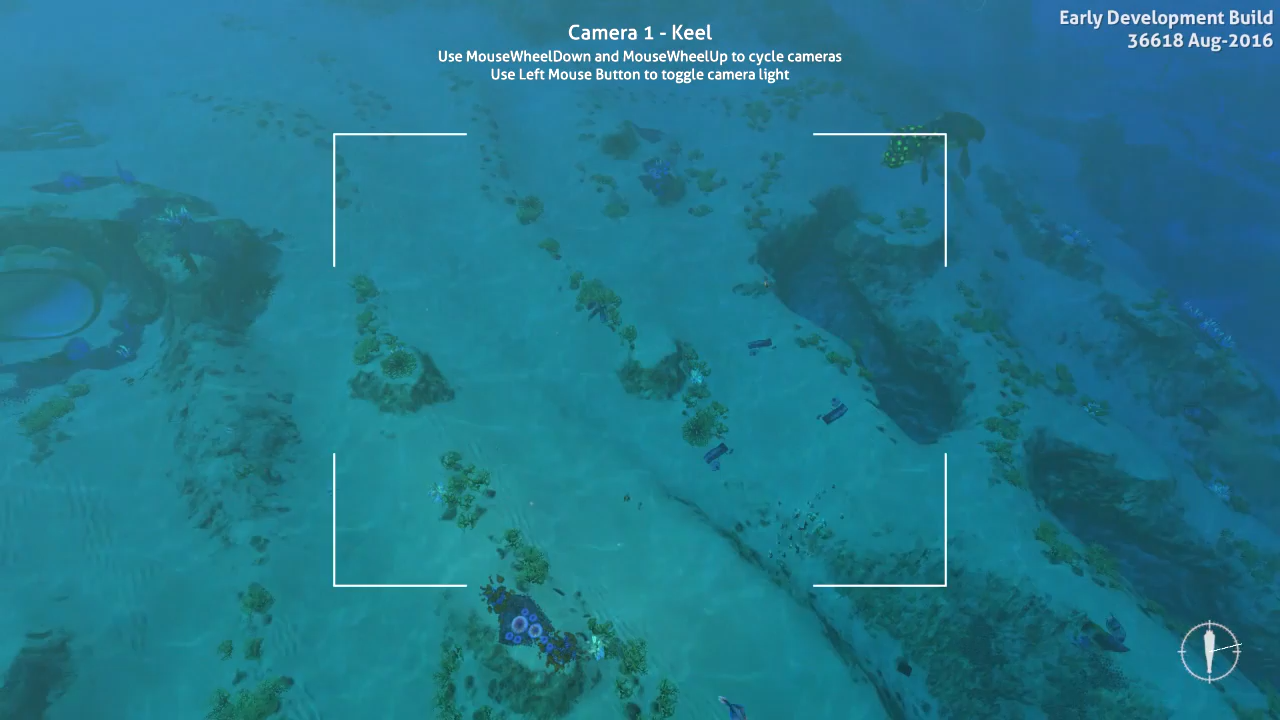 Camera 1 - Keel
Use MouseWheelDown and MouseWheelUp to cycle cameras
Use Left Mouse Button to toggle camera light
Early Development Build
36618 Aug-2016